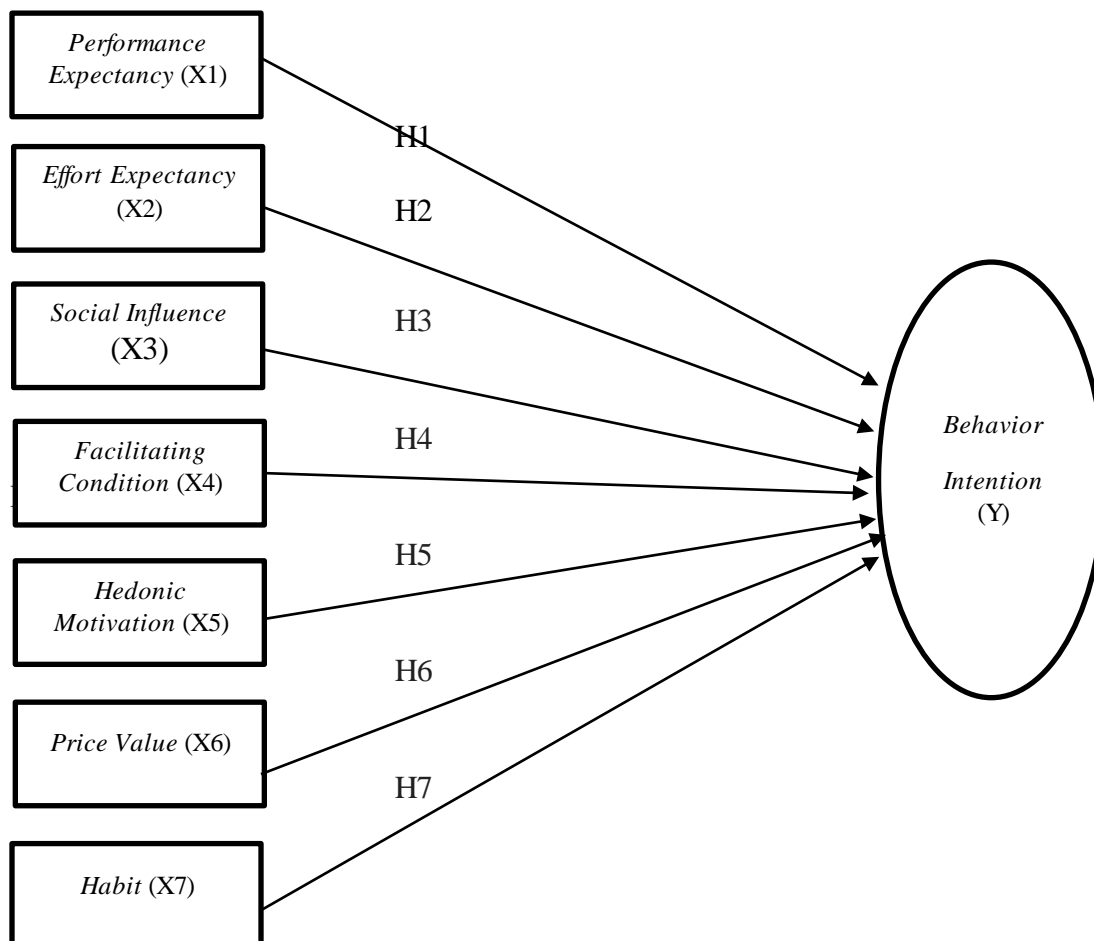 Performance
Expectancy (X1)
H1
Effort Expectancy
(X2)
H2
Social Influence
(X3)
H3
Facilitating
Condition (X4)
H4
Behavior
Intention
(Y)
Hedonic
Motivation (X5)
H5
Price Value (X6)
H6
Habit (X7)
H7